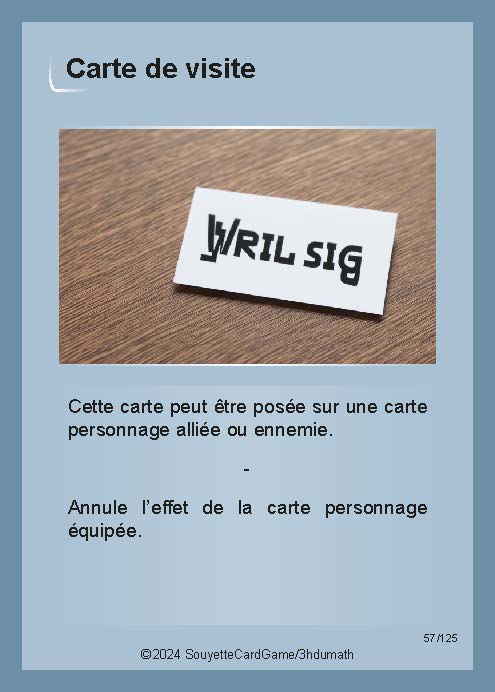 Carte de visite
WRIL SIG
Cette carte peut être posée sur une carte
personnage alliée ou ennemie.
-
Annule l’effet de la carte personnage
équipée.
57/125
©2024 SouyetteCardGame/3hdumath